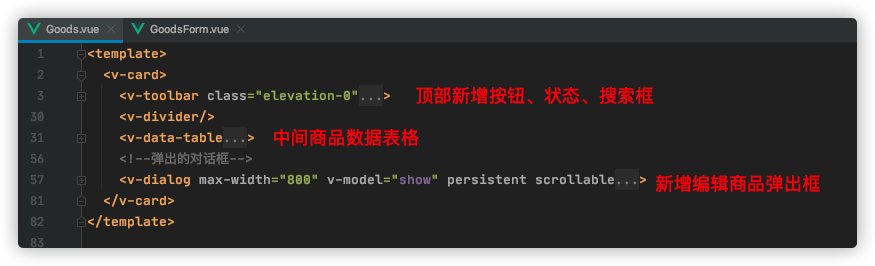 Goods.vue × GoodsForm.vue ×
1 <template>
2 <v-card>
3 <v-toolbar class="elevation-0"...> 顶部新增按钮、状态、搜索框
30 <v-divider/>
31 <v-data-table...> 中间商品数据表格
56 <!--弹出的对话框-->
57 <v-dialog max-width="800" v-model="show" persistent scrollable...> 新增编辑商品弹出框
81 </v-card>
82 </template>
83